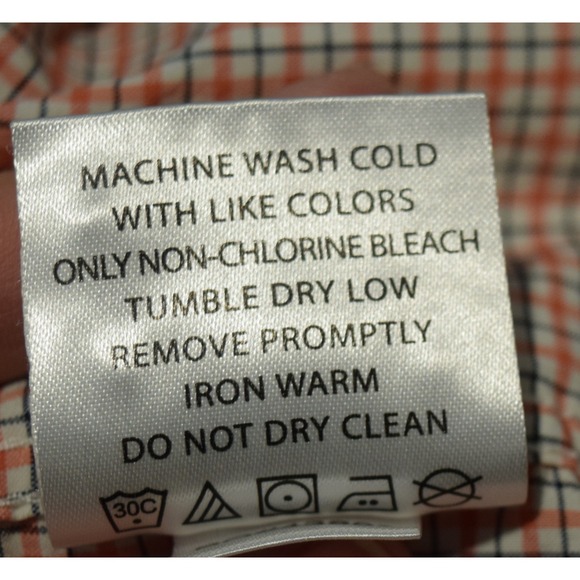 MACHINE WASH COLD
WITH LIKE COLORS
ONLY NON-CHLORINE BLEACH
TUMBLE DRY LOW
REMOVE PROMPTLY
IRON WARM
DO NOT DRY CLEAN
30C